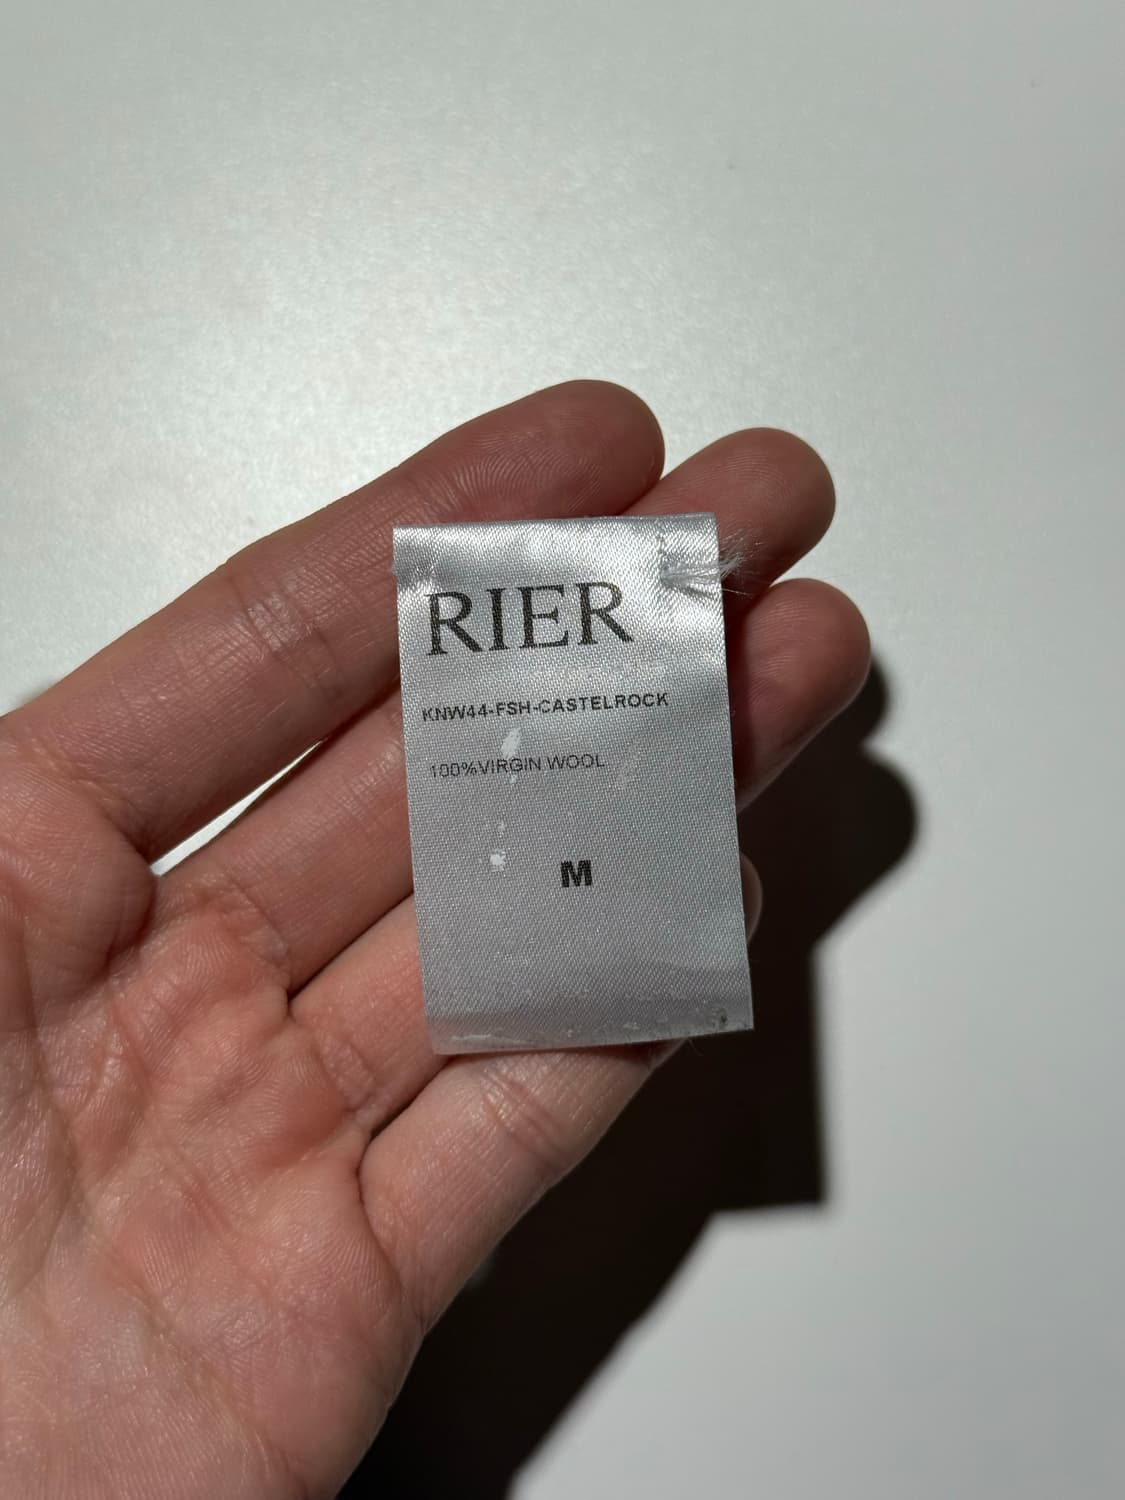 RIER
KNW44-FSH-CASTELROCK
100%VIRGIN WOOL
M